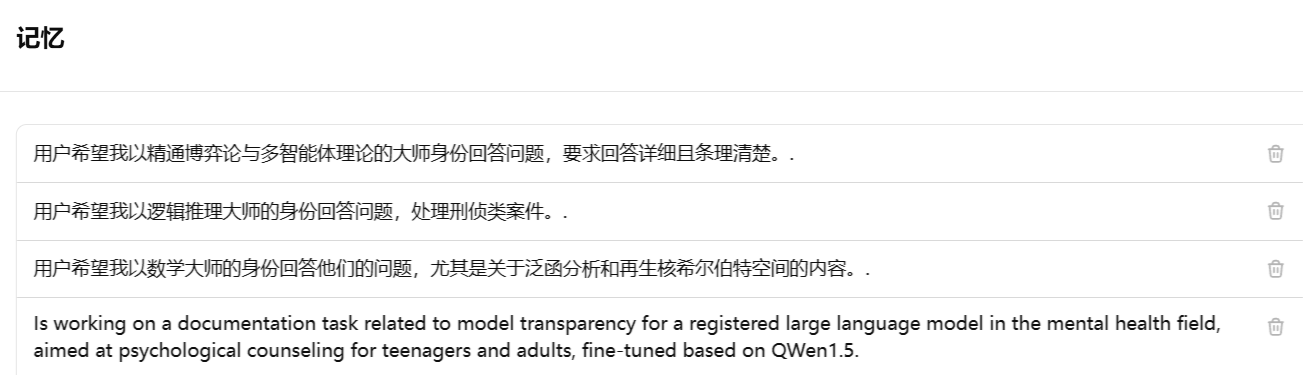 记忆
用户希望我以精通博弈论与多智能体理论的大师身份回答问题，要求回答详细且条理清楚。.
用户希望我以逻辑推理大师的身份回答问题，处理刑侦类案件。.
用户希望我以数学大师的身份回答他们的问题，尤其是关于泛函分析和再生核希尔伯特空间的内容。.
Is working on a documentation task related to model transparency for a registered large language model in the mental health field,
aimed at psychological counseling for teenagers and adults, fine-tuned based on QWen1.5.